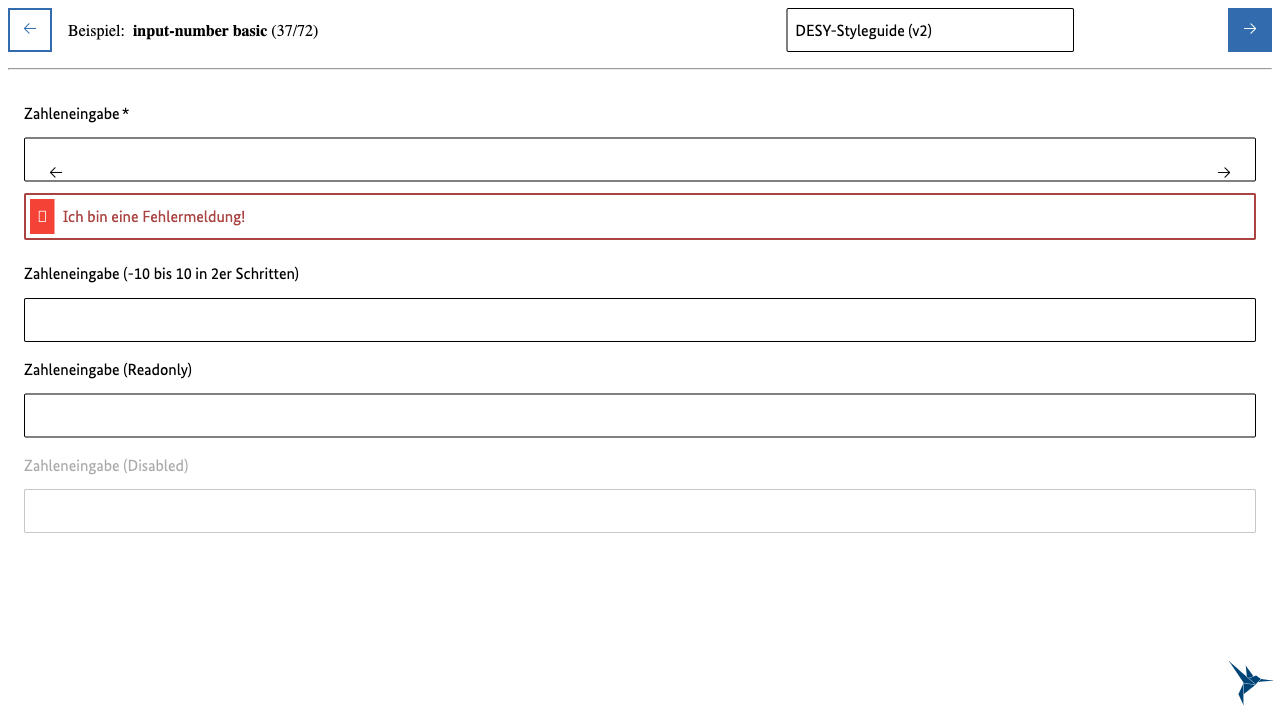 Beispiel: input-number basic (37/72)
DESY-Styleguide (v2)
Zahleneingabe *
Ich bin eine Fehlermeldung!
Zahleneingabe (-10 bis 10 in 2er Schritten)
Zahleneingabe (Readonly)
Zahleneingabe (Disabled)